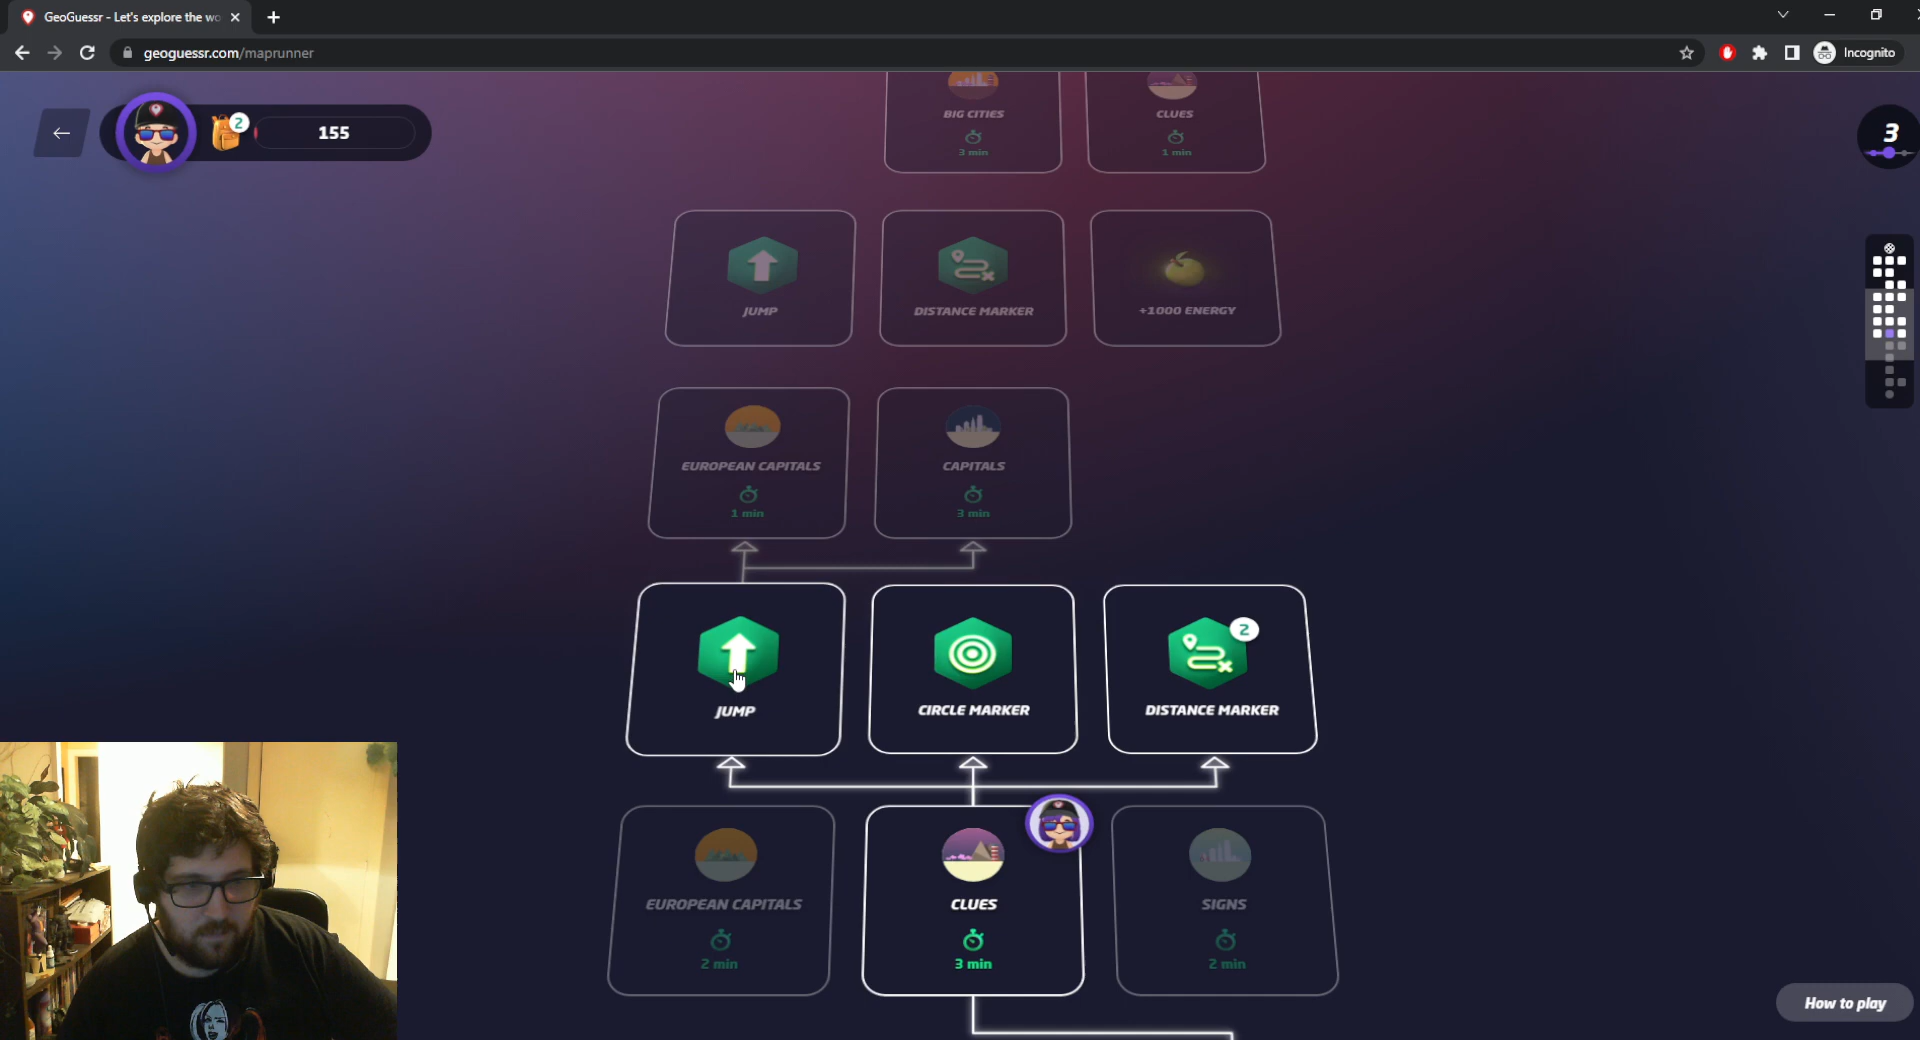 GeoGuessr - Let's explore the wo
geoguessr.com/maprunner
Incognito
2
155
3
BIG CITIES
3 min
CLUES
1 min
JUMP
DISTANCE MARKER
+1000 ENERGY
EUROPEAN CAPITALS
1 min
CAPITALS
3 min
JUMP
CIRCLE MARKER
2
DISTANCE MARKER
EUROPEAN CAPITALS
2 min
CLUES
3 min
SIGNS
2 min
How to play